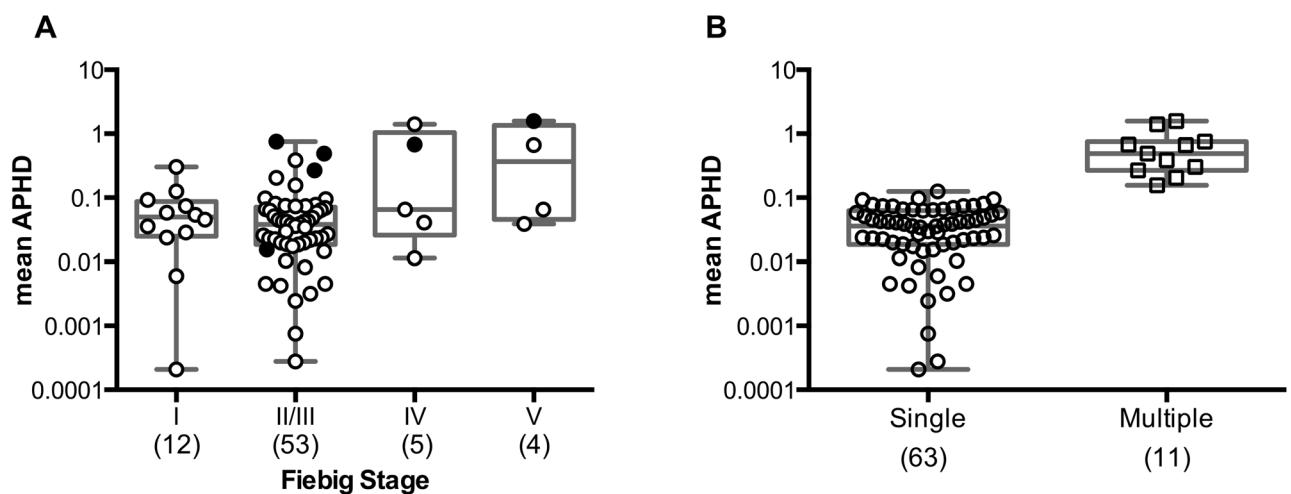 A
mean APHD
10
1
0.1
0.01
0.001
0.0001
I II/III IV V
(12) (53) (5) (4)
Fiebig Stage
B
mean APHD
10
1
0.1
0.01
0.001
0.0001
Single Multiple
(63) (11)